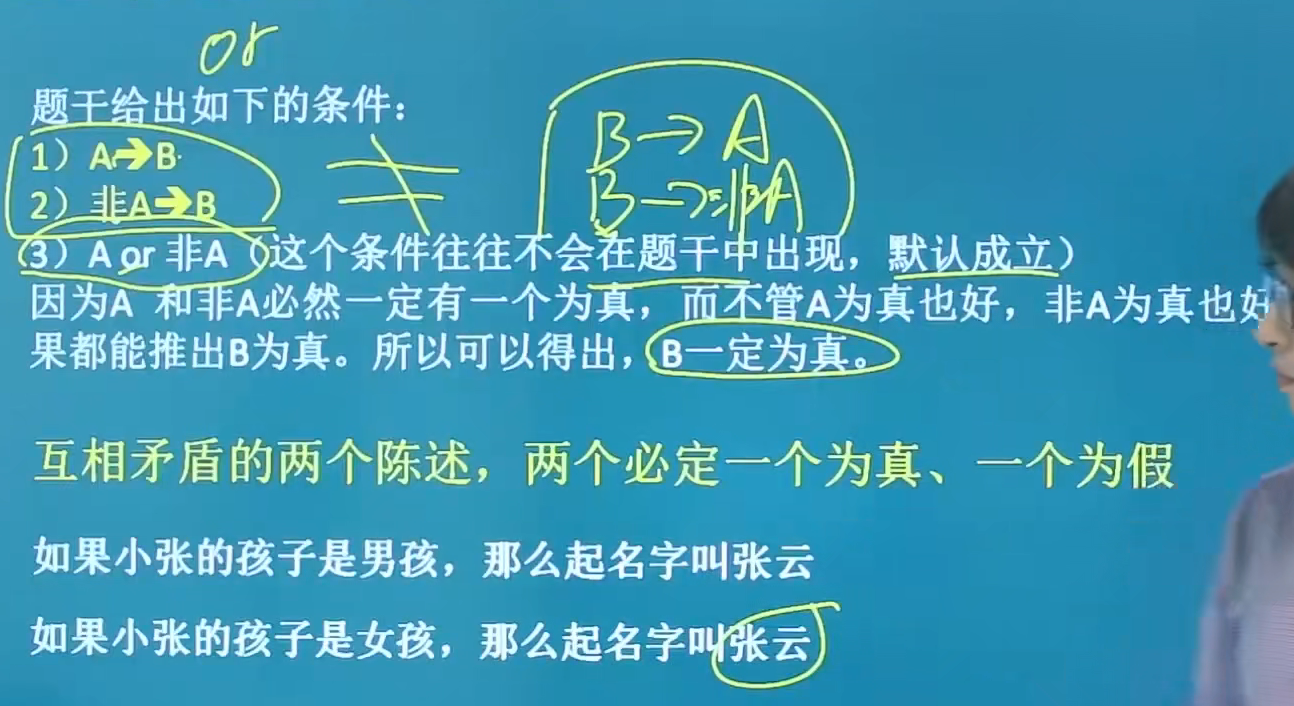 or
题干给出如下的条件：
1）A➔B
2）非A➔B
≠
B→A
B→非A
3）A or 非A（这个条件往往不会在题干中出现，默认成立）
因为A 和非A必然一定有一个为真，而不管A为真也好，非A为真也好
果都能推出B为真。所以可以得出，B一定为真。
互相矛盾的两个陈述，两个必定一个为真、一个为假
如果小张的孩子是男孩，那么起名字叫张云
如果小张的孩子是女孩，那么起名字叫张云